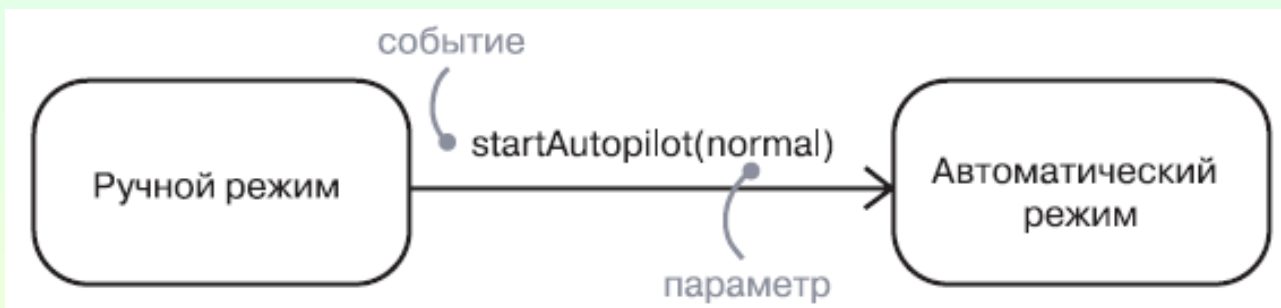 событие
startAutopilot(normal)
Ручной режим
Автоматический
режим
параметр